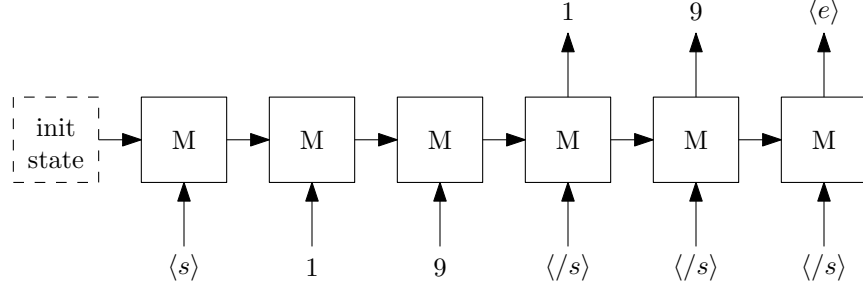 1 9 ⟨e⟩
init
state
M M M M M M
⟨s⟩ 1 9 ⟨/s⟩ ⟨/s⟩ ⟨/s⟩